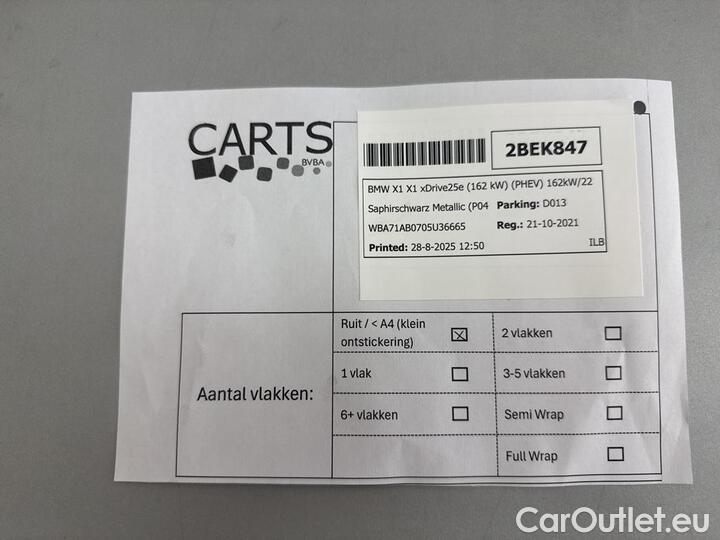 CARTS
BVBA
2BEK847
BMW X1 X1 xDrive25e (162 kW) (PHEV) 162kW/22
Saphirschwarz Metallic (P04 Parking: D013
WBA71AB0705U36665 Reg.: 21-10-2021
Printed: 28-8-2025 12:50 ILB
Aantal vlakken:
Ruit / < A4 (klein
ontstickering)
2 vlakken
1 vlak
3-5 vlakken
6+ vlakken
Semi Wrap
Full Wrap
CarOutlet.eu